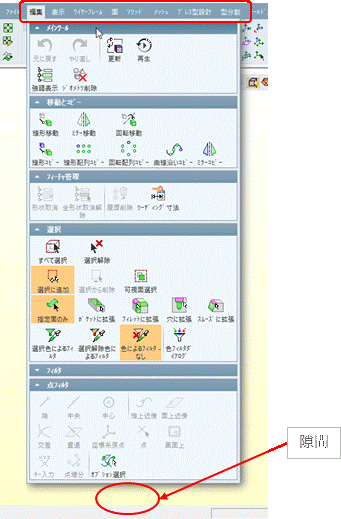 ファイル 編集 表示 ワイヤーフレーム 面 ソリッド メッシュ プレス型設計 型分割
メインツール
元に戻す やり直し 更新 再生
強調表示 ジオメトリ削除
移動とコピー
線形移動 ミラー移動 回転移動
線形コピー 線形配列コピー 回転配列コピー 曲線沿いコピー ミラーコピー
フィーチャ管理
形状取消 全形状取消解除 履歴削除 リーディング寸法
選択
すべて選択 選択解除
選択に追加 選択から削除 可視面選択
指定面のみ ポケットに拡張 フィレットに拡張 穴に拡張 スムーズに拡張
選択色によるフィルタ 選択解除色によるフィルタ 色によるフィルターなし 色フィルタダイアログ
フィルタ
点フィルタ
端 中央 中心 線上近傍 面上近傍
交差 貫通 座標系原点 点 画面上
キー入力 点増分 オプション選択
隙間